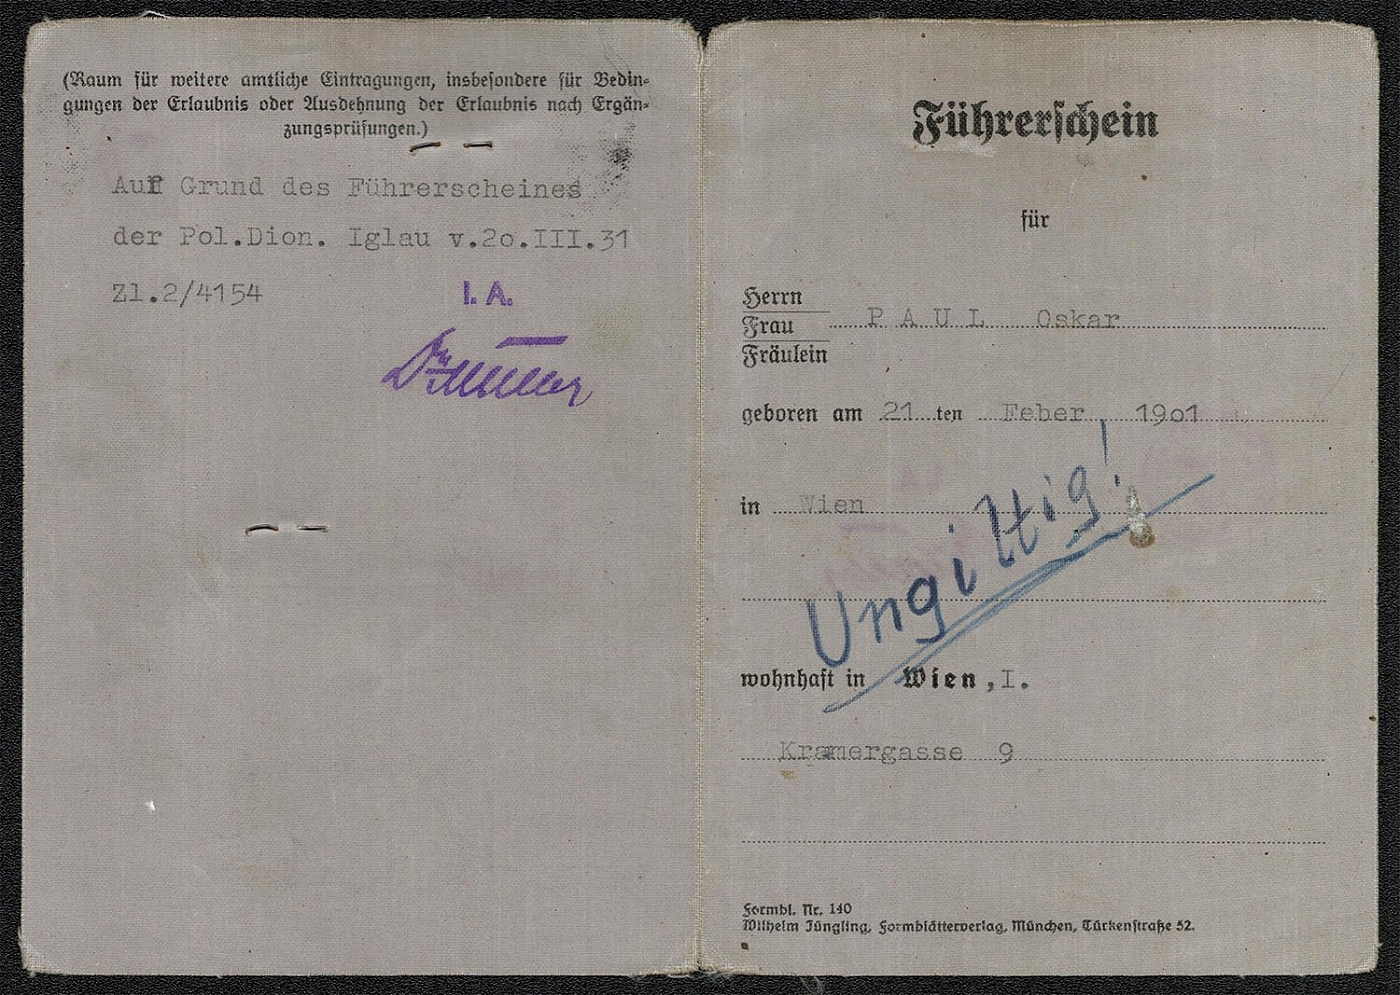 (Raum für weitere amtliche Eintragungen, insbesondere für Bedin-
gungen der Erlaubnis oder Ausdehnung der Erlaubnis nach Ergän-
zungsprüfungen.)
Auf Grund des Führerscheines
der Pol.Dion. Iglau v.2o.III.31
Zl.2/4154
I. A.
Führerschein
für
Herrn
Frau
Fräulein
P A U L Oskar
geboren am 21 ten Feber 19o1
in Wien
Ungiltig!
wohnhaft in Wien,I.
Kramergasse 9
Formbl. Nr. 140
Wilhelm Jüngling, Formblätterverlag, München, Türkenstraße 52.